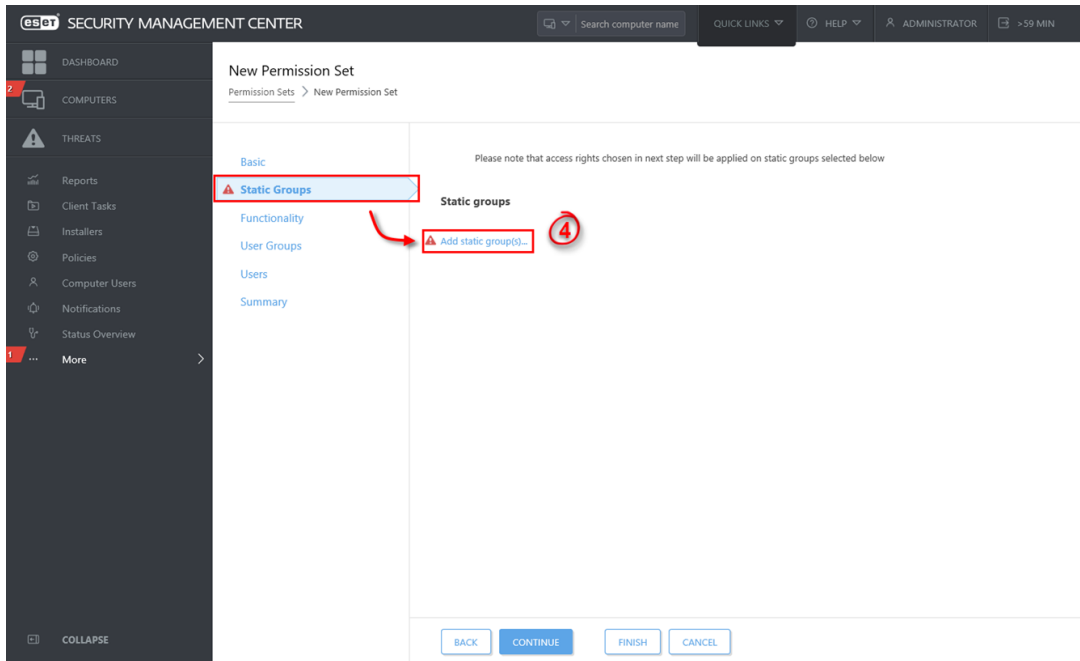 eset SECURITY MANAGEMENT CENTER
Search computer name
QUICK LINKS
HELP
ADMINISTRATOR
>59 MIN
DASHBOARD
2
COMPUTERS
THREATS
Reports
Client Tasks
Installers
Policies
Computer Users
Notifications
Status Overview
1
More
COLLAPSE
New Permission Set
Permission Sets > New Permission Set
Basic
Static Groups
Functionality
User Groups
Users
Summary
Please note that access rights chosen in next step will be applied on static groups selected below
Static groups
Add static group(s)...
4
BACK
CONTINUE
FINISH
CANCEL